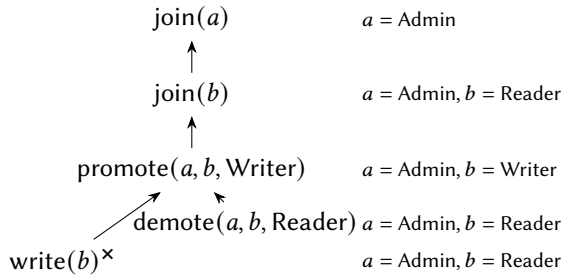 join(a) a = Admin
join(b) a = Admin, b = Reader
promote(a, b, Writer) a = Admin, b = Writer
demote(a, b, Reader) a = Admin, b = Reader
write(b)× a = Admin, b = Reader